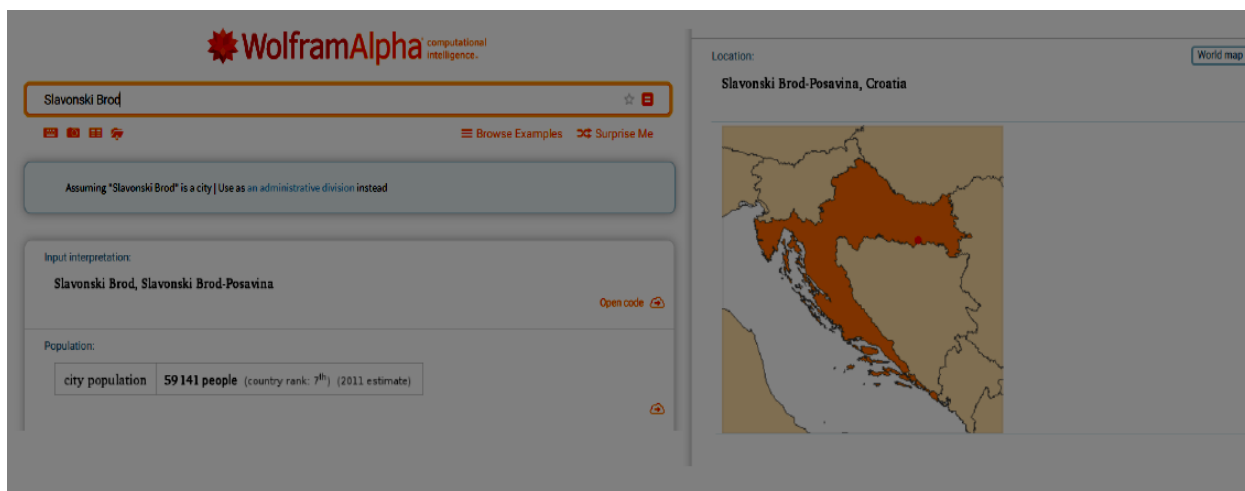 WolframAlpha computational intelligence.
Slavonski Brod
Browse Examples Surprise Me
Assuming "Slavonski Brod" is a city | Use as an administrative division instead
Input interpretation:
Slavonski Brod, Slavonski Brod-Posavina
Open code
Population:
city population 59 141 people (country rank: 7th) (2011 estimate)
Location:
World map
Slavonski Brod-Posavina, Croatia